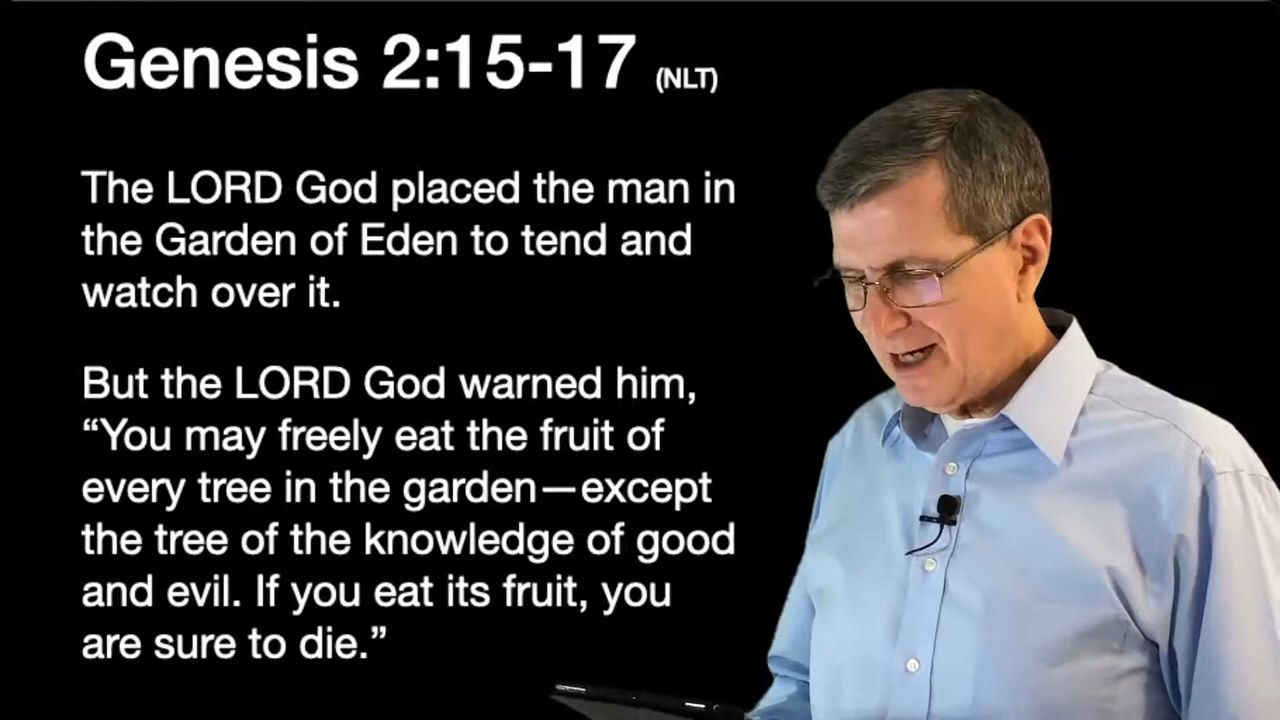 Genesis 2:15-17 (NLT)
The LORD God placed the man in
the Garden of Eden to tend and
watch over it.
But the LORD God warned him,
“You may freely eat the fruit of
every tree in the garden—except
the tree of the knowledge of good
and evil. If you eat its fruit, you
are sure to die.”